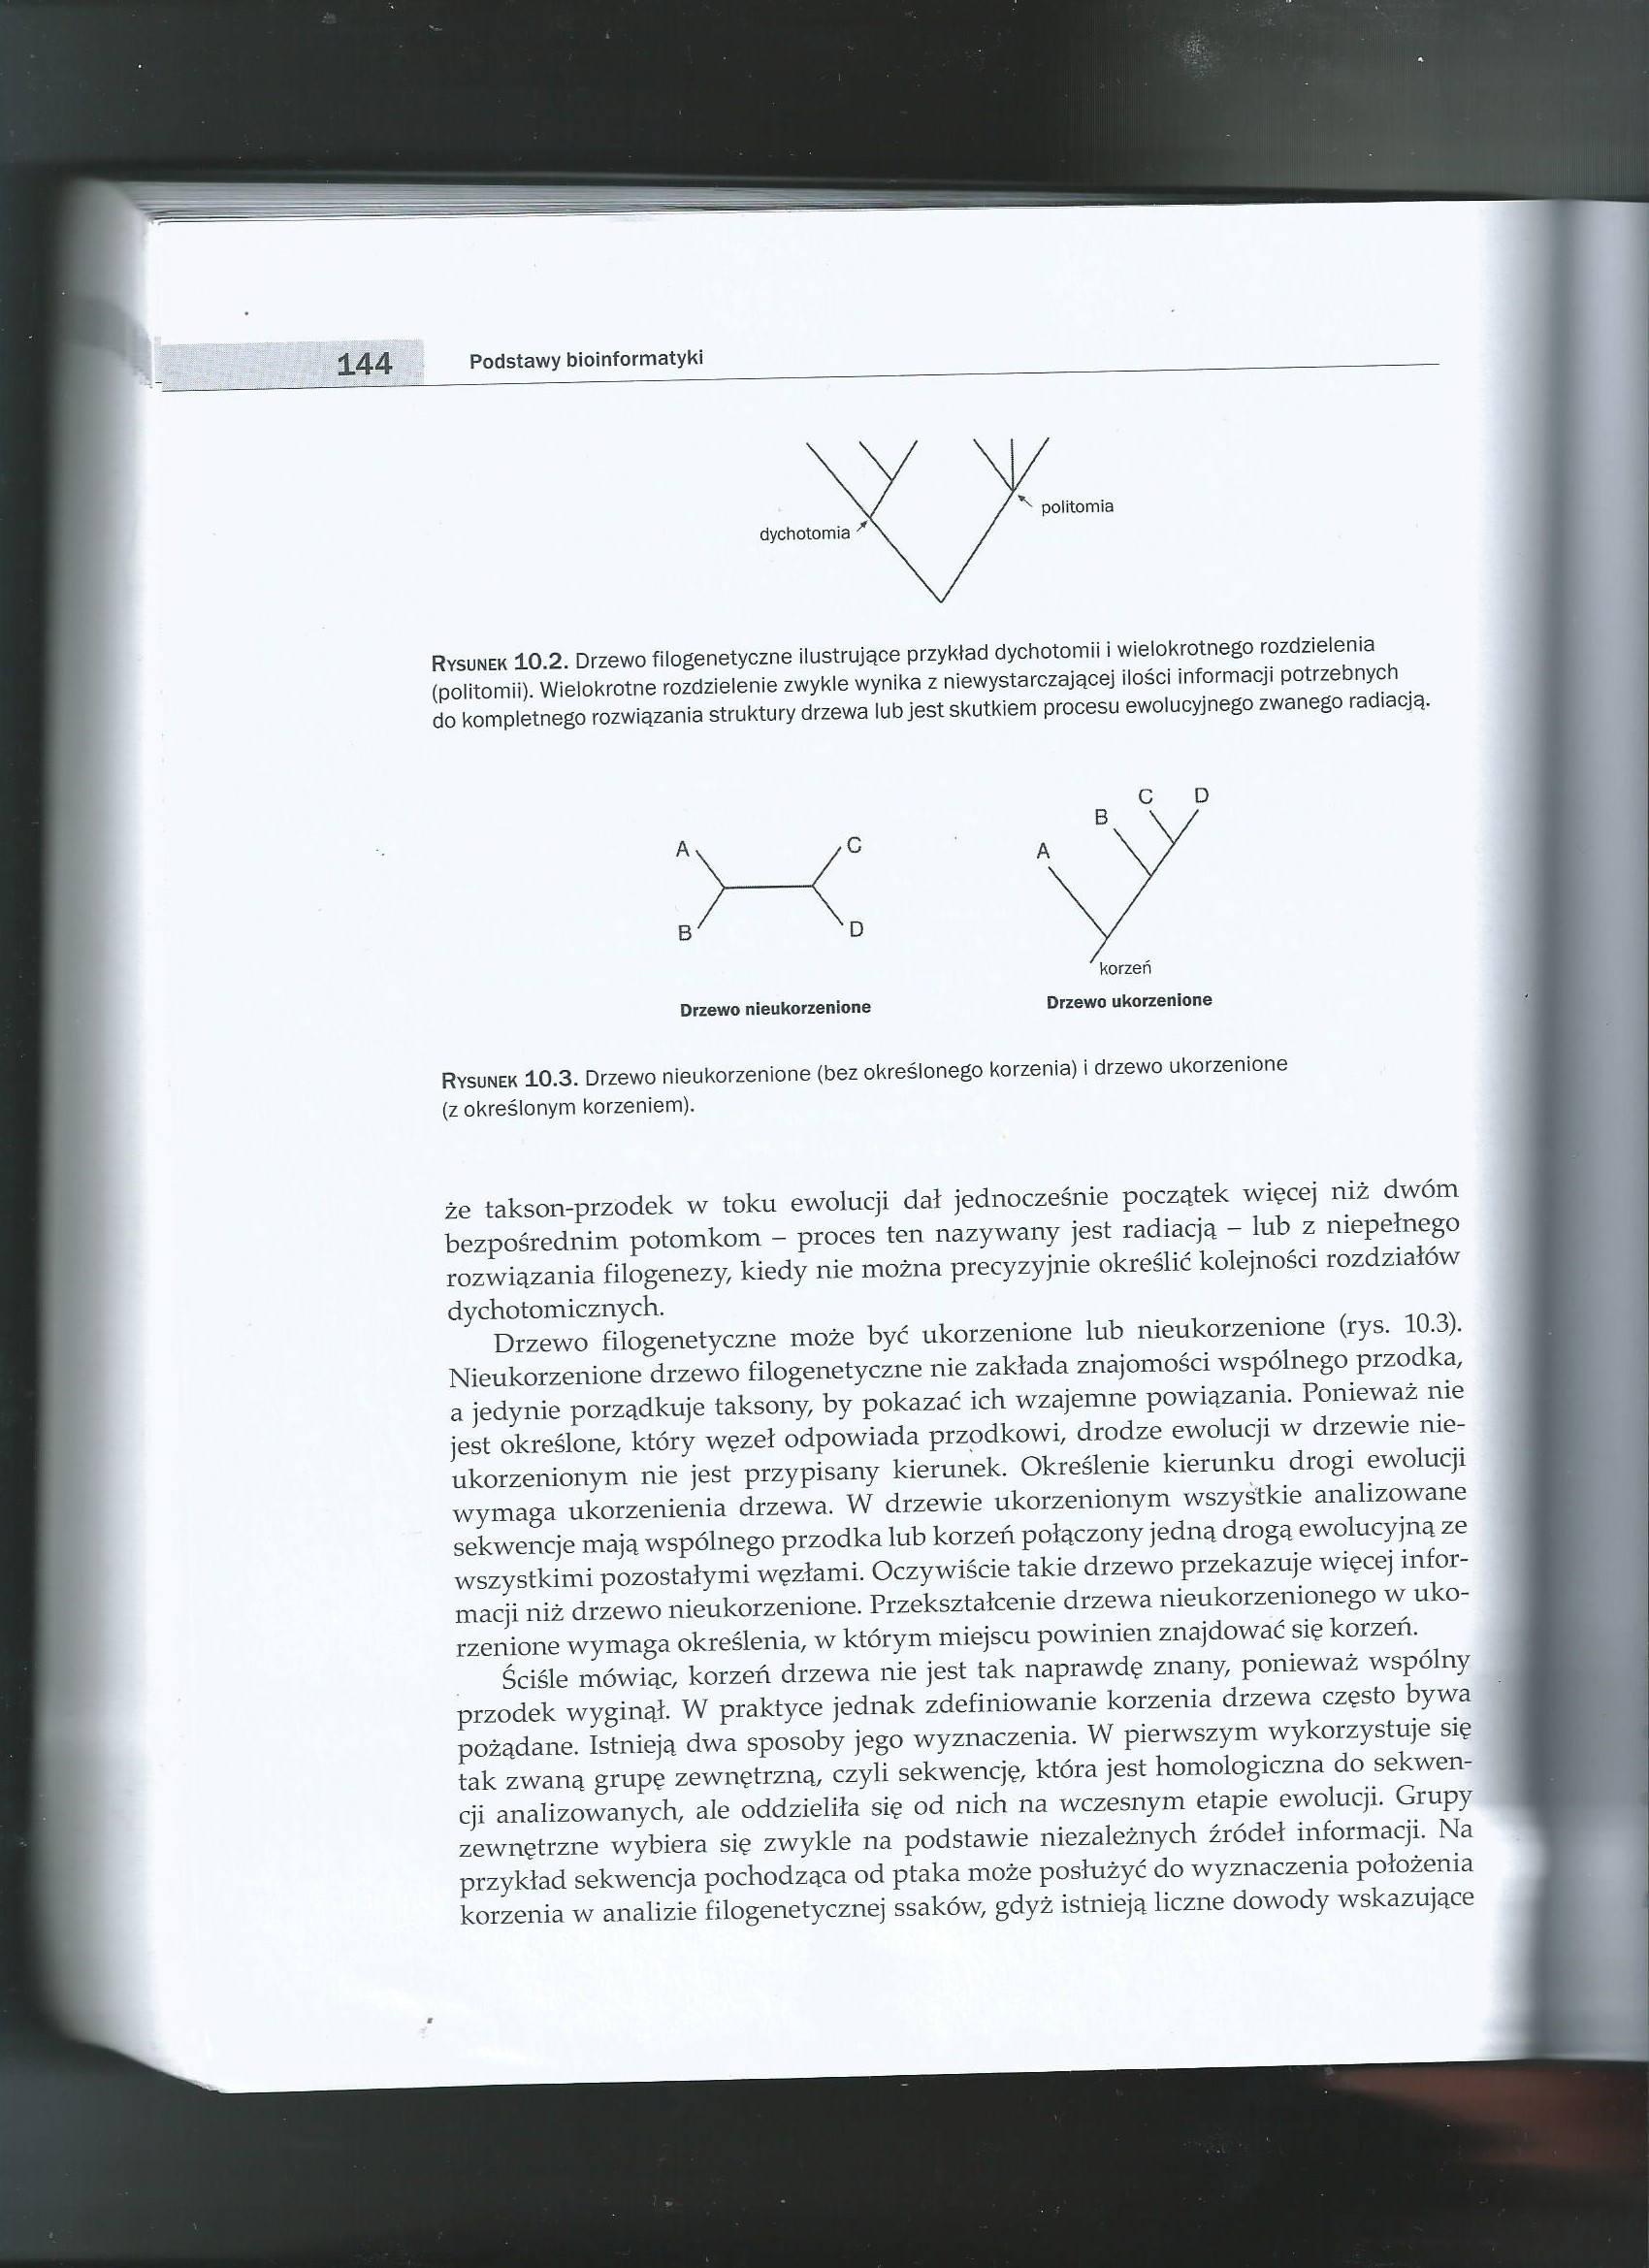 144
Podstawy bioinformatyki
dychotomia
politomia
RYSUNEK 10.2. Drzewo filogenetyczne ilustrujące przykład dychotomii i wielokrotnego rozdzielenia
(politomii). Wielokrotne rozdzielenie zwykle wynika z niewystarczającej ilości informacji potrzebnych
do kompletnego rozwiązania struktury drzewa lub jest skutkiem procesu ewolucyjnego zwanego radiacją.
A
B
C
D
Drzewo nieukorzenione
A
B
C
D
korzeń
Drzewo ukorzenione
RYSUNEK 10.3. Drzewo nieukorzenione (bez określonego korzenia) i drzewo ukorzenione
(z określonym korzeniem).
że takson-przodek w toku ewolucji dał jednocześnie początek więcej niż dwóm
bezpośrednim potomkom – proces ten nazywany jest radiacją – lub z niepełnego
rozwiązania filogenezy, kiedy nie można precyzyjnie określić kolejności rozdziałów
dychotomicznych.
Drzewo filogenetyczne może być ukorzenione lub nieukorzenione (rys. 10.3).
Nieukorzenione drzewo filogenetyczne nie zakłada znajomości wspólnego przodka,
a jedynie porządkuje taksony, by pokazać ich wzajemne powiązania. Ponieważ nie
jest określone, który węzeł odpowiada przodkowi, drodze ewolucji w drzewie nie-
ukorzenionym nie jest przypisany kierunek. Określenie kierunku drogi ewolucji
wymaga ukorzenienia drzewa. W drzewie ukorzenionym wszystkie analizowane
sekwencje mają wspólnego przodka lub korzeń połączony jedną drogą ewolucyjną ze
wszystkimi pozostałymi węzłami. Oczywiście takie drzewo przekazuje więcej infor-
macji niż drzewo nieukorzenione. Przekształcenie drzewa nieukorzenionego w uko-
rzenione wymaga określenia, w którym miejscu powinien znajdować się korzeń.
Ściśle mówiąc, korzeń drzewa nie jest tak naprawdę znany, ponieważ wspólny
przodek wyginął. W praktyce jednak zdefiniowanie korzenia drzewa często bywa
pożądane. Istnieją dwa sposoby jego wyznaczenia. W pierwszym wykorzystuje się
tak zwaną grupę zewnętrzną, czyli sekwencję, która jest homologiczna do sekwen-
cji analizowanych, ale oddzieliła się od nich na wczesnym etapie ewolucji. Grupy
zewnętrzne wybiera się zwykle na podstawie niezależnych źródeł informacji. Na
przykład sekwencja pochodząca od ptaka może posłużyć do wyznaczenia położenia
korzenia w analizie filogenetycznej ssaków, gdyż istnieją liczne dowody wskazujące